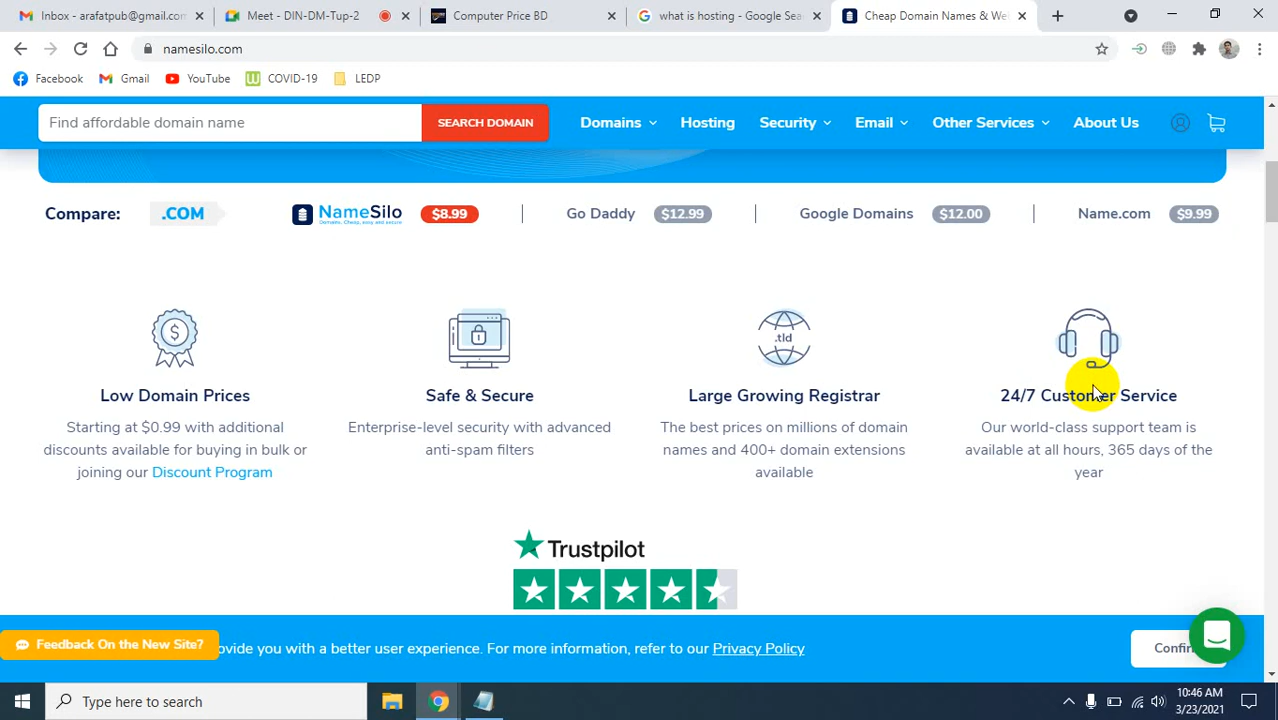 Inbox - arafatpub@gmail.com
Meet - DIN-DM-Tup-2
Computer Price BD
what is hosting - Google Sea
Cheap Domain Names & We
namesilo.com
Facebook
Gmail
YouTube
COVID-19
LEDP
Find affordable domain name
SEARCH DOMAIN
Domains
Hosting
Security
Email
Other Services
About Us
Compare:
.COM
NameSilo
Domains. Cheap, easy and secure
$8.99
Go Daddy
$12.99
Google Domains
$12.00
Name.com
$9.99
.tld
Low Domain Prices
Starting at $0.99 with additional
discounts available for buying in bulk or
joining our Discount Program
Safe & Secure
Enterprise-level security with advanced
anti-spam filters
Large Growing Registrar
The best prices on millions of domain
names and 400+ domain extensions
available
24/7 Customer Service
Our world-class support team is
available at all hours, 365 days of the
year
Trustpilot
Feedback On the New Site?
ovide you with a better user experience. For more information, refer to our Privacy Policy
Confir
Type here to search
10:46 AM
3/23/2021